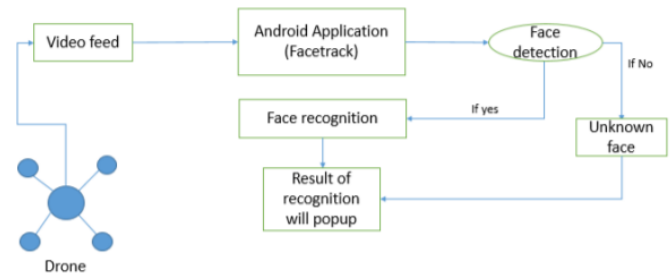 Video feed
Android Application
(Facetrack)
Face
detection
If No
If yes
Face recognition
Unknown
face
Result of
recognition
will popup
Drone